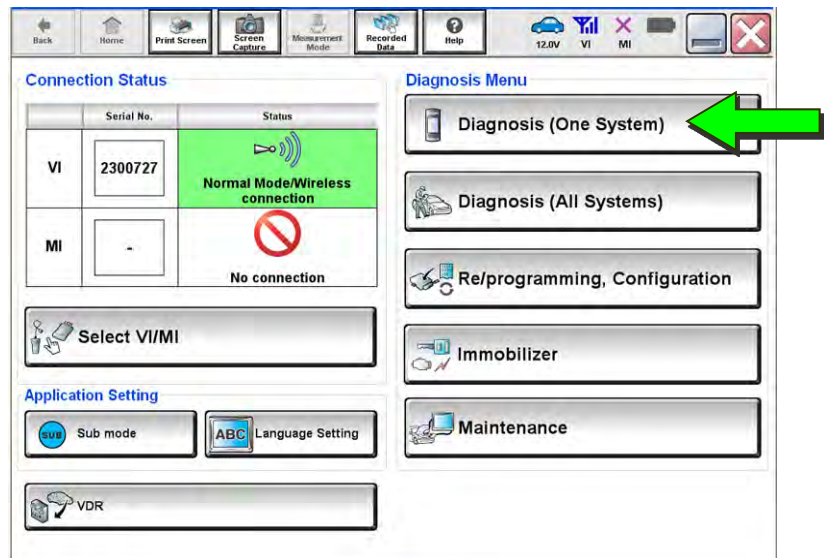 Back
Home
Print Screen
Screen
Capture
Measurement
Mode
Recorded
Data
Help
12.0V
VI
MI
Connection Status
Serial No.
Status
VI
2300727
Normal Mode/Wireless
connection
MI
-
No connection
Select VI/MI
Application Setting
SUB
Sub mode
ABC
Language Setting
VDR
Diagnosis Menu
Diagnosis (One System)
Diagnosis (All Systems)
Re/programming, Configuration
Immobilizer
Maintenance